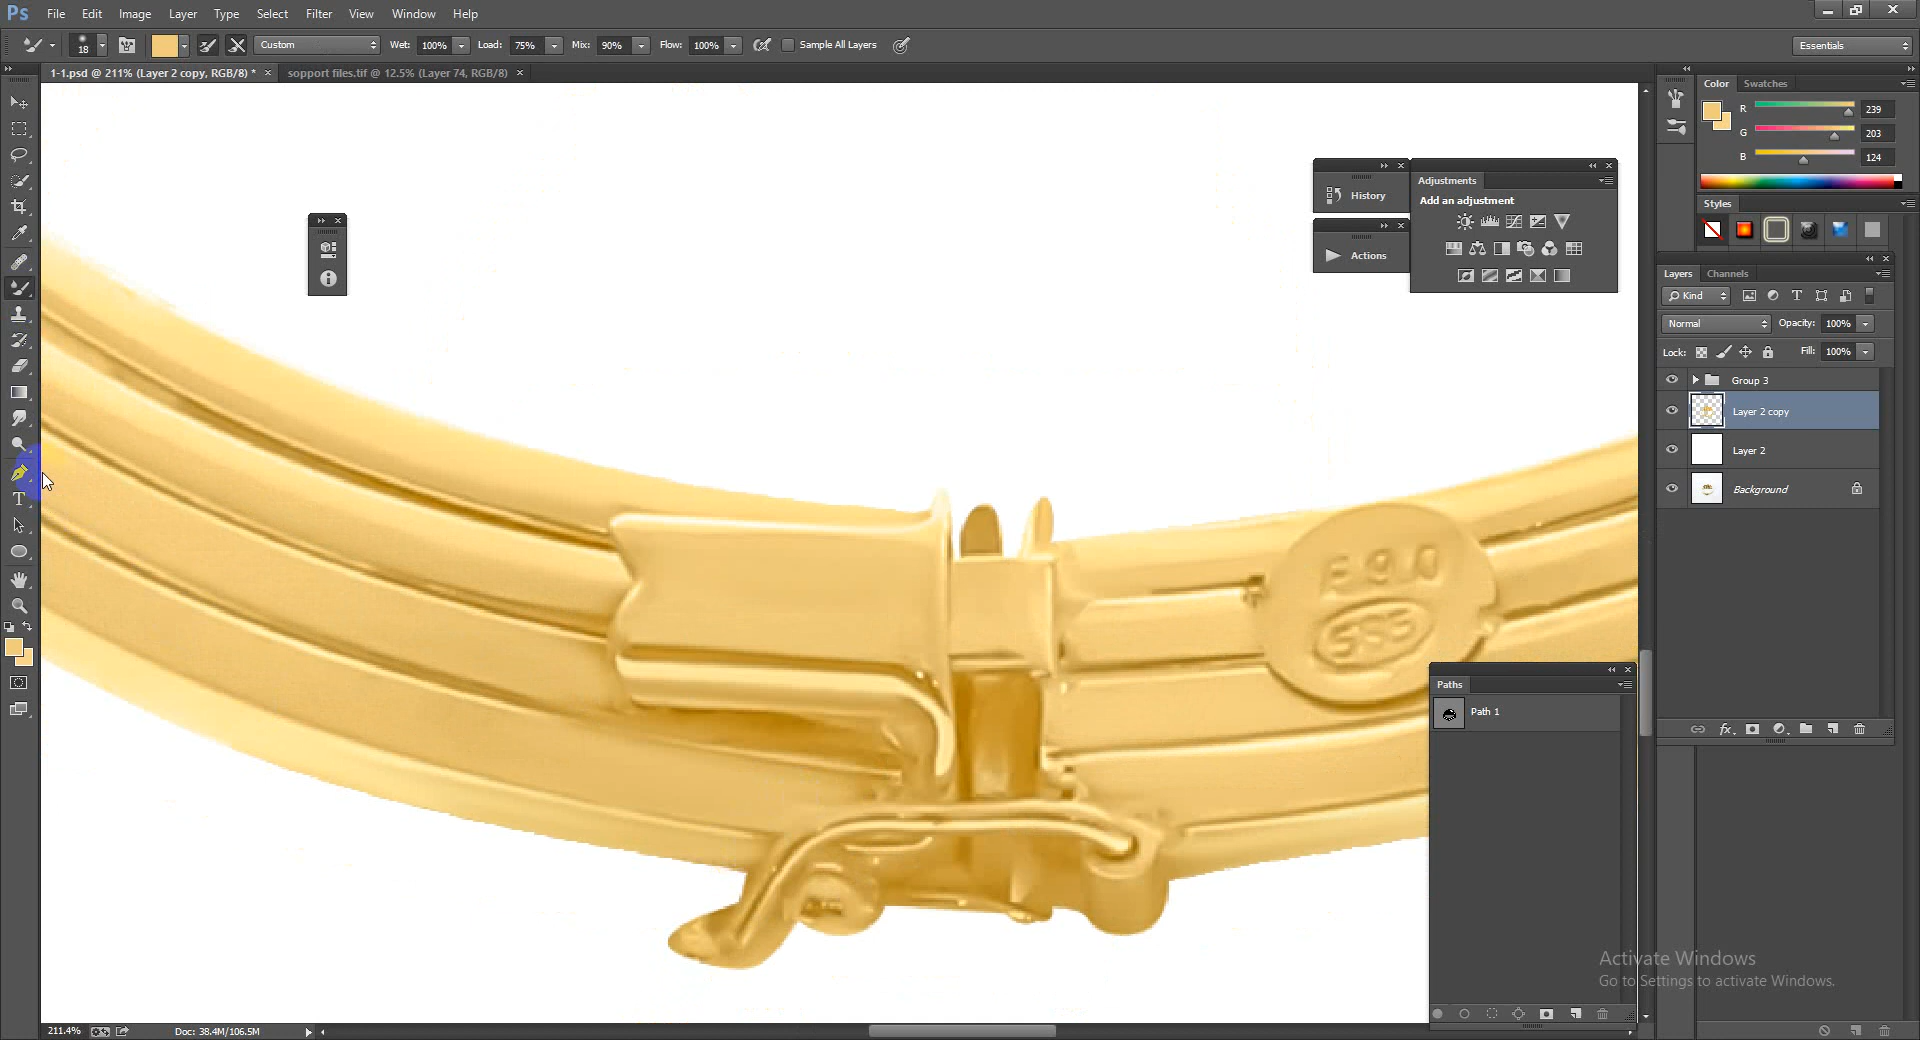 Ps File Edit Image Layer Type Select Filter View Window Help
18 Custom Wet: 100% Load: 75% Mix: 90% Flow: 100% Sample All Layers Essentials
1-1.psd @ 211% (Layer 2 copy, RGB/8) * × sopport files.tif @ 12.5% (Layer 74, RGB/8) ×
Color Swatches
R 239
G 203
B 124
History
Actions
Adjustments
Add an adjustment
Styles
Layers Channels
Kind
Normal Opacity: 100%
Lock: Fill: 100%
Group 3
Layer 2 copy
Layer 2
Background
Paths
Path 1
Activate Windows
Go to Settings to activate Windows.
211.4% Doc: 38.4M/106.5M